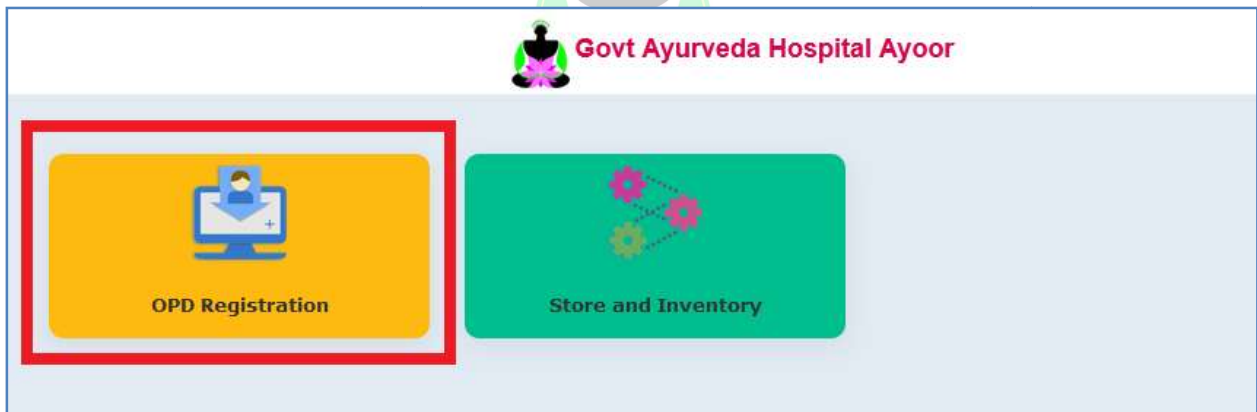 Govt Ayurveda Hospital Ayoor
OPD Registration
Store and Inventory